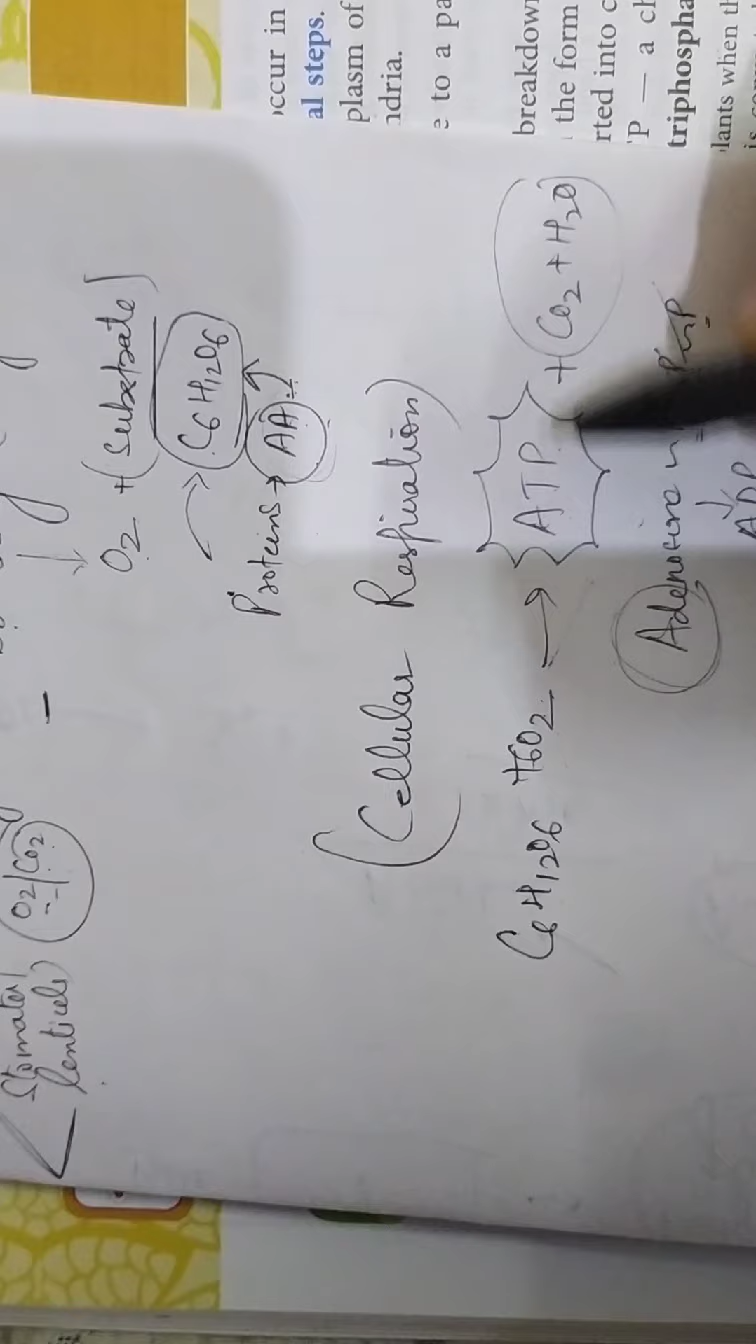 Stomata/
lenticels
O2/CO2
O2 + (Substrate)
C6H12O6
Proteins → AA
(Cellular Respiration)
C6H12O6 + 6O2 → {ATP} + CO2 + H2O
Adenosine
ADP
occur in
al steps.
plasm of
ndria.
e to a pa
breakdow
the form
rted into c
P — a ch
triphospha
lants when th